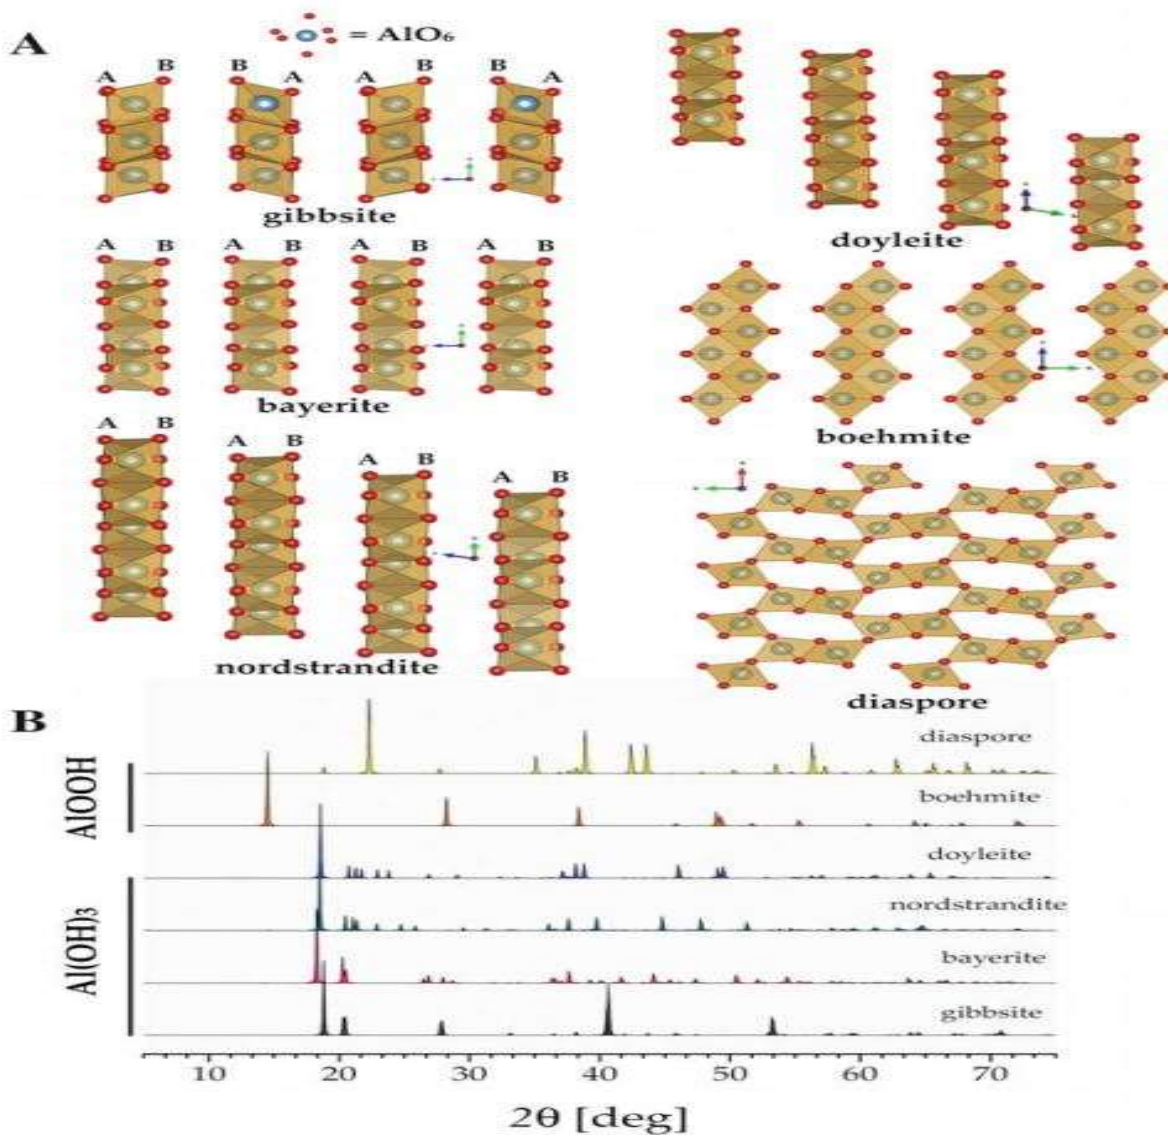 A
= AlO₆
A B B A A B B A
gibbsite
A B A B A B A B
bayerite
A B
A B
A B
A B
nordstrandite
doyleite
boehmite
diaspore
B
AlOOH
Al(OH)₃
diaspore
boehmite
doyleite
nordstrandite
bayerite
gibbsite
10 20 30 40 50 60 70
2θ [deg]